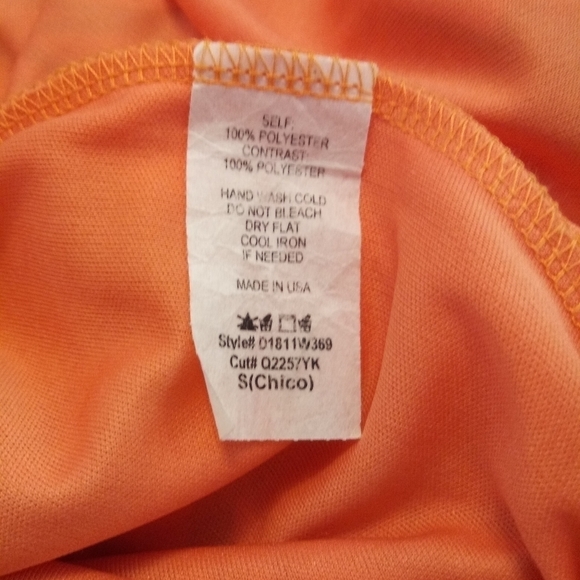 SELF:
100% POLYESTER
CONTRAST:
100% POLYESTER
HAND WASH COLD
DO NOT BLEACH
DRY FLAT
COOL IRON
IF NEEDED
MADE IN USA
Style# 01811W369
Cut# Q2257YK
S(Chico)